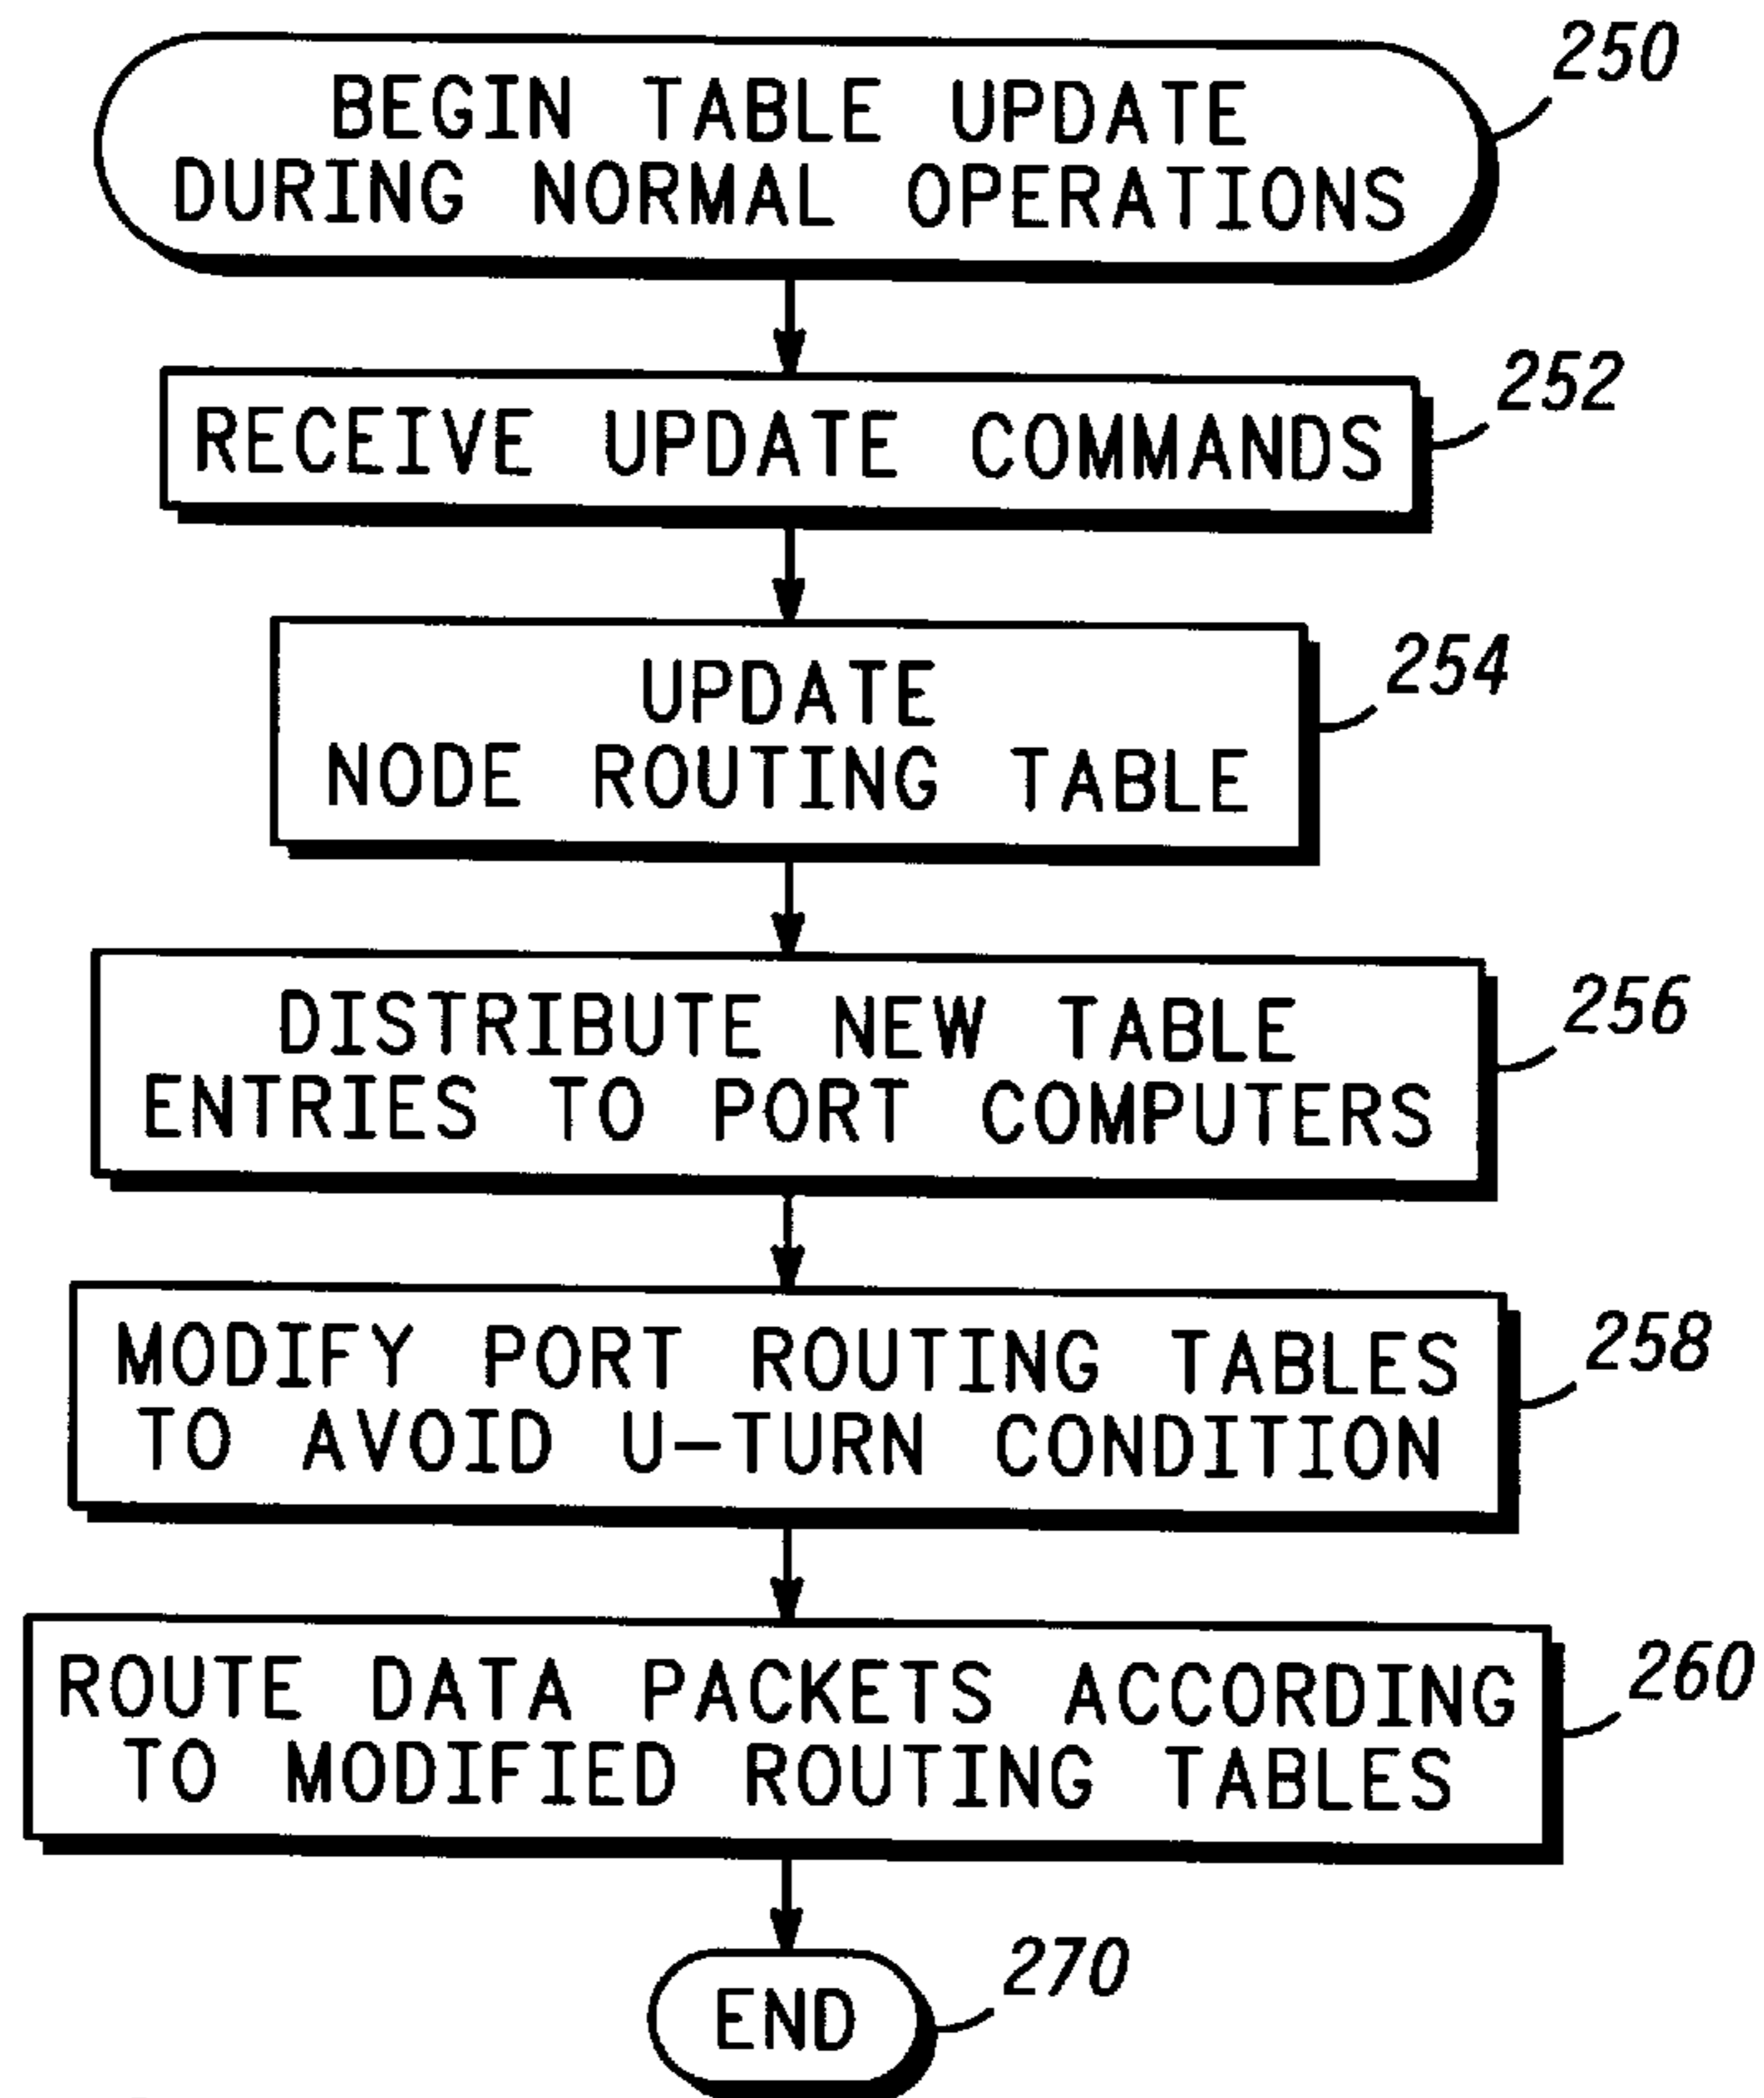 250
BEGIN TABLE UPDATE
DURING NORMAL OPERATIONS
252
RECEIVE UPDATE COMMANDS
254
UPDATE
NODE ROUTING TABLE
256
DISTRIBUTE NEW TABLE
ENTRIES TO PORT COMPUTERS
258
MODIFY PORT ROUTING TABLES
TO AVOID U-TURN CONDITION
260
ROUTE DATA PACKETS ACCORDING
TO MODIFIED ROUTING TABLES
270
END